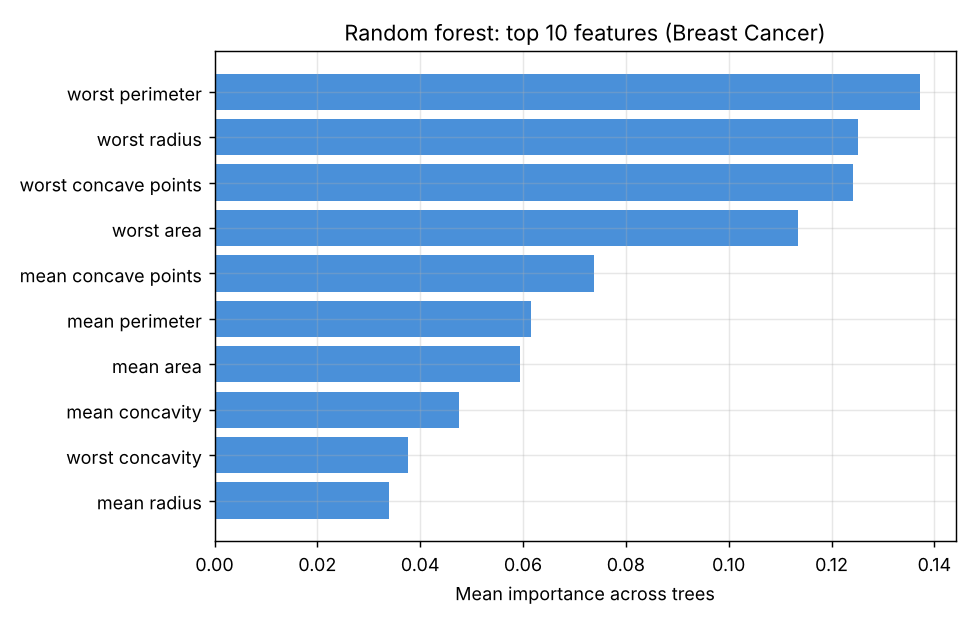 Random forest: top 10 features (Breast Cancer)
worst perimeter
worst radius
worst concave points
worst area
mean concave points
mean perimeter
mean area
mean concavity
worst concavity
mean radius
0.00 0.02 0.04 0.06 0.08 0.10 0.12 0.14
Mean importance across trees